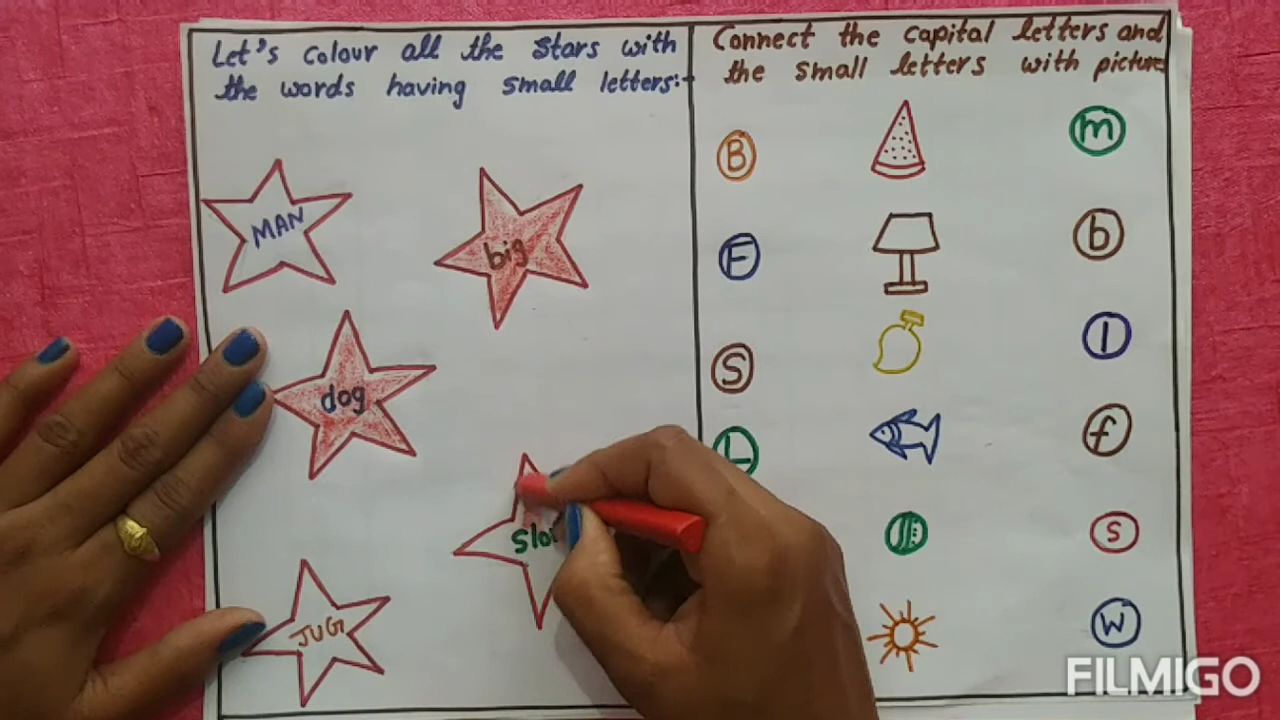 Let's colour all the stars with
the words having small letters:-
Connect the capital letters and
the small letters with pictures
MAN
big
dog
JUG
B
m
F
b
S
l
L
f
s
w
FILMIGO